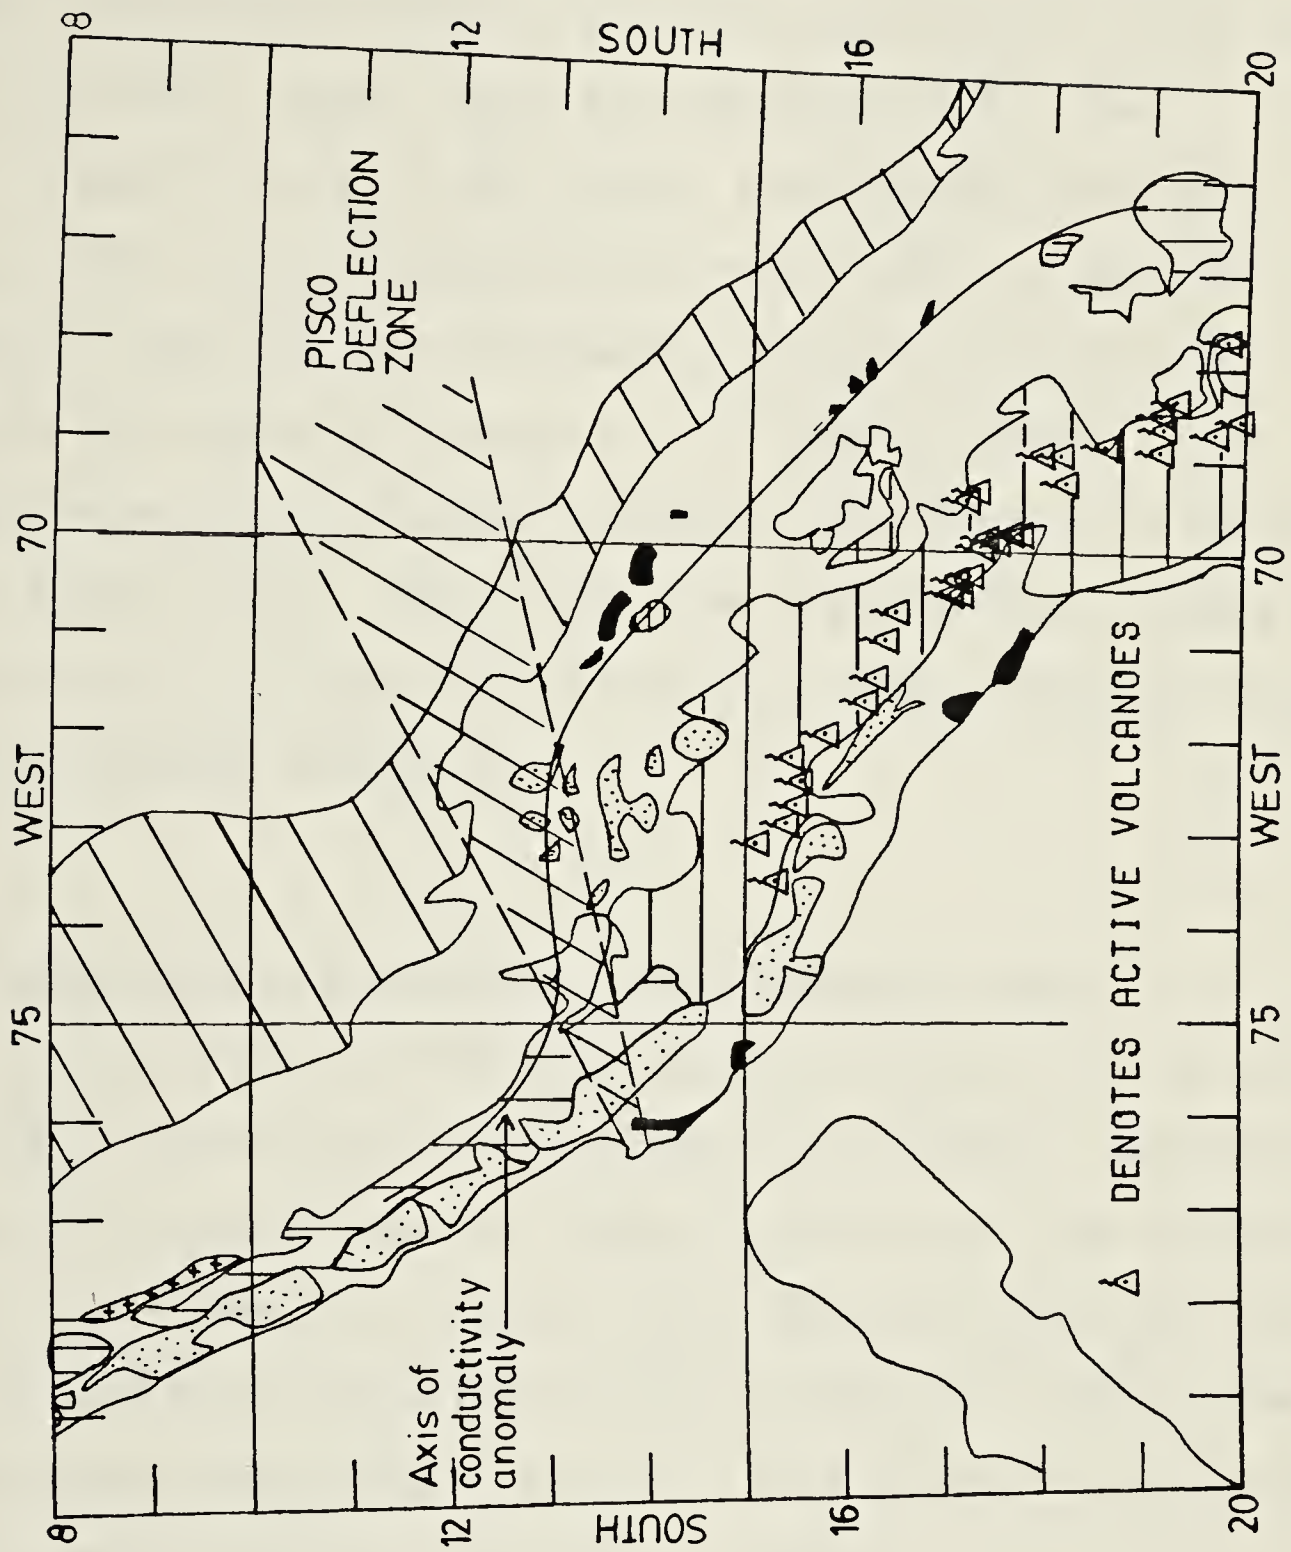 8
12
SOUTH
16
20
PISCO
DEFLECTION
ZONE
WEST
70
75
Axis of
conductivity
anomaly
DENOTES ACTIVE VOLCANOES
WEST
70
75
8
12
SOUTH
16
20